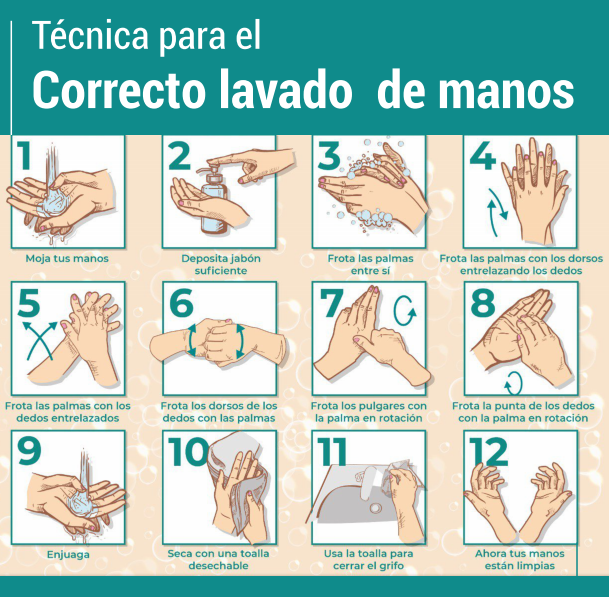 Técnica para el
Correcto lavado de manos
1
Moja tus manos
2
Deposita jabón
suficiente
3
Frota las palmas
entre sí
4
Frota las palmas con los dorsos
entrelazando los dedos
5
Frota las palmas con los
dedos entrelazados
6
Frota los dorsos de los
dedos con las palmas
7
Frota los pulgares con
la palma en rotación
8
Frota la punta de los dedos
con la palma en rotación
9
Enjuaga
10
Seca con una toalla
desechable
11
Usa la toalla para
cerrar el grifo
12
Ahora tus manos
están limpias